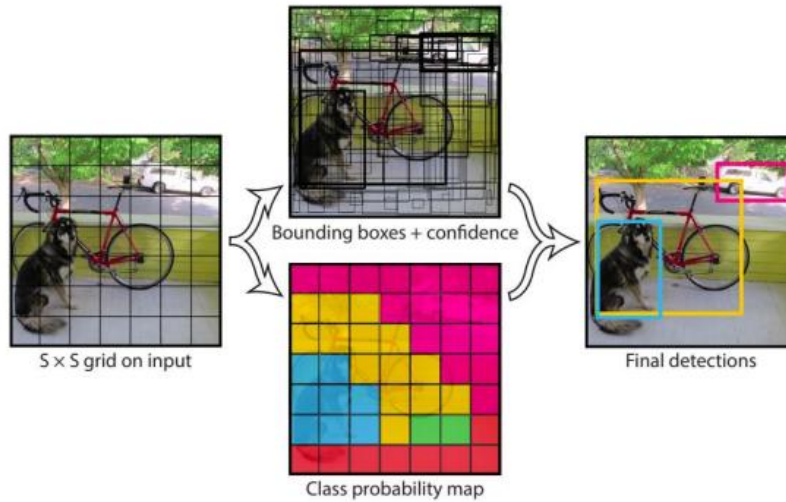 Bounding boxes + confidence
S × S grid on input
Final detections
Class probability map